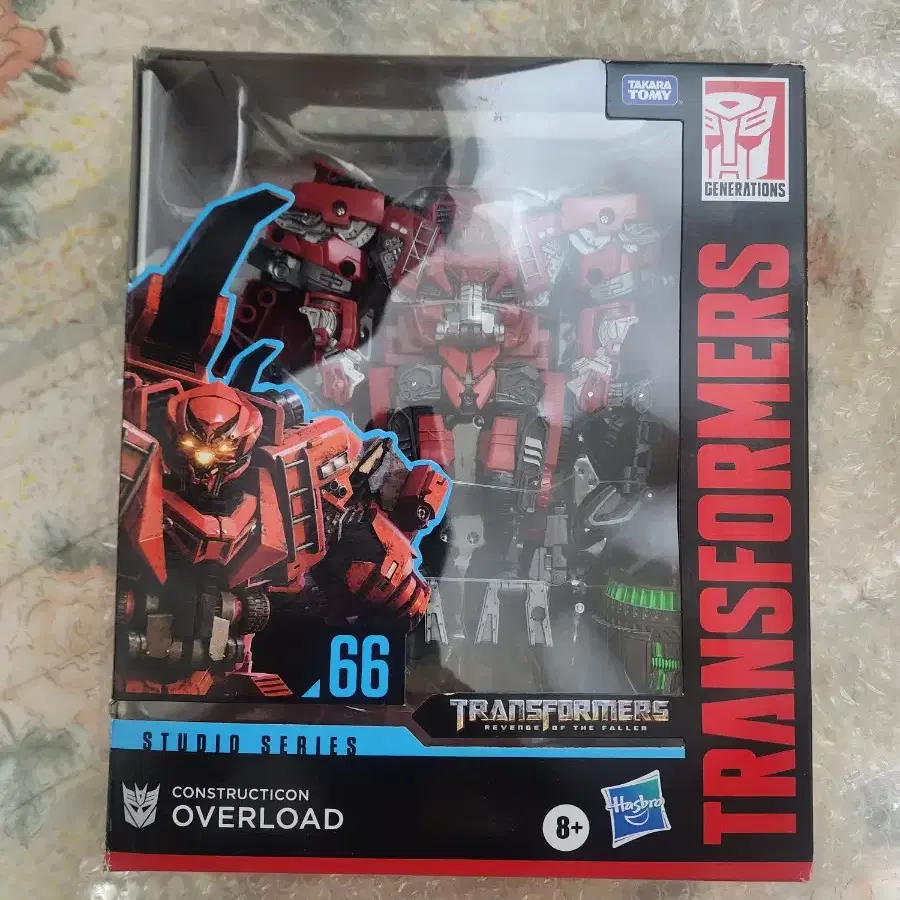 TAKARA
TOMY
GENERATIONS
TRANSFORMERS
66
TRANSFORMERS
REVENGE OF THE FALLEN
STUDIO SERIES
CONSTRUCTICON
OVERLOAD
8+
Hasbro